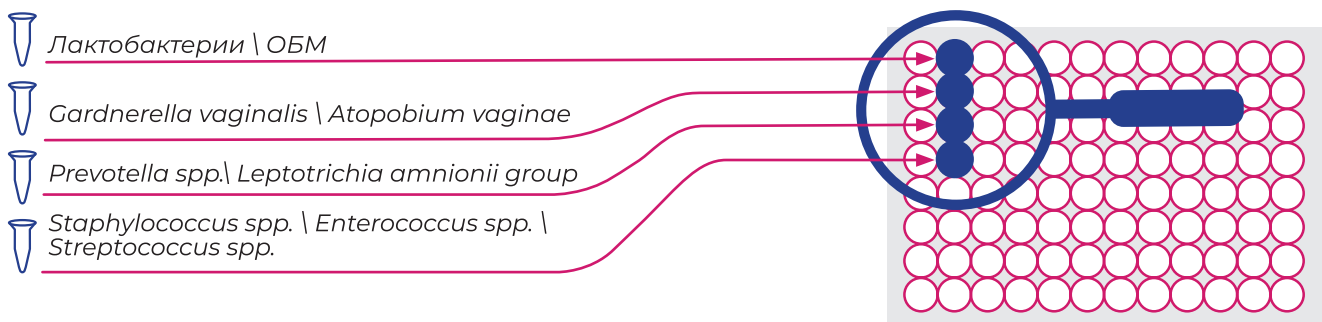 Лактобактерии \ ОБМ
Gardnerella vaginalis \ Atopobium vaginae
Prevotella spp.\ Leptotrichia amnionii group
Staphylococcus spp. \ Enterococcus spp. \
Streptococcus spp.